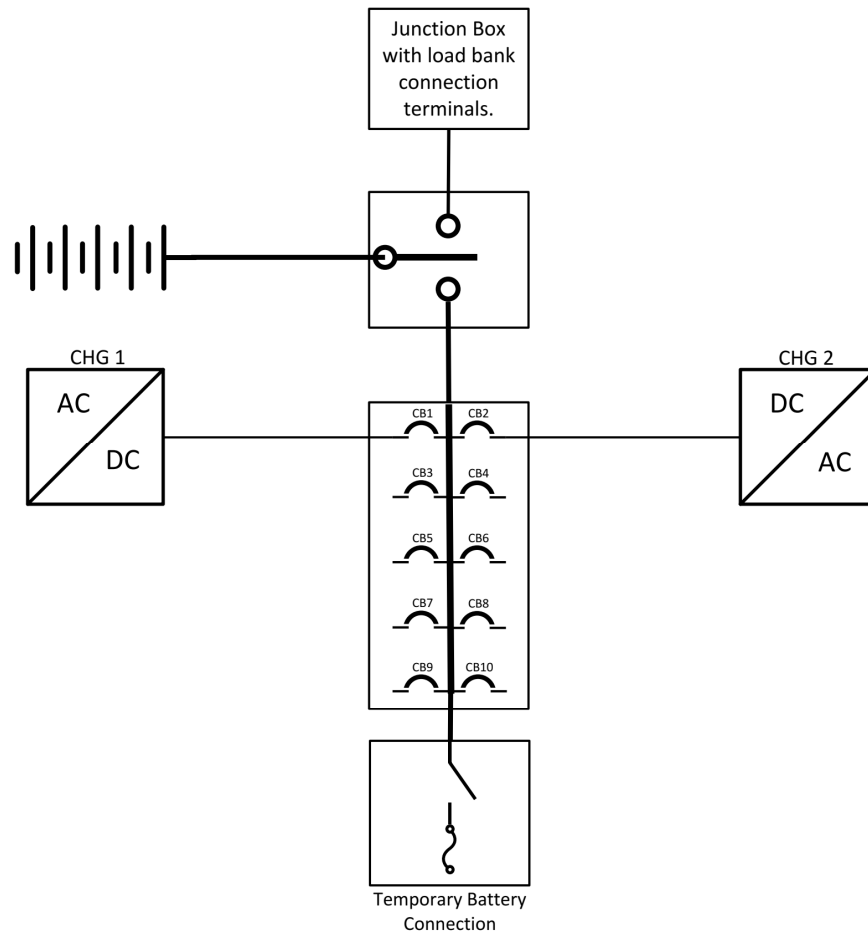 Junction Box
with load bank
connection
terminals.
CHG 1
AC
DC
CHG 2
DC
AC
CB1
CB2
CB3
CB4
CB5
CB6
CB7
CB8
CB9
CB10
Temporary Battery
Connection